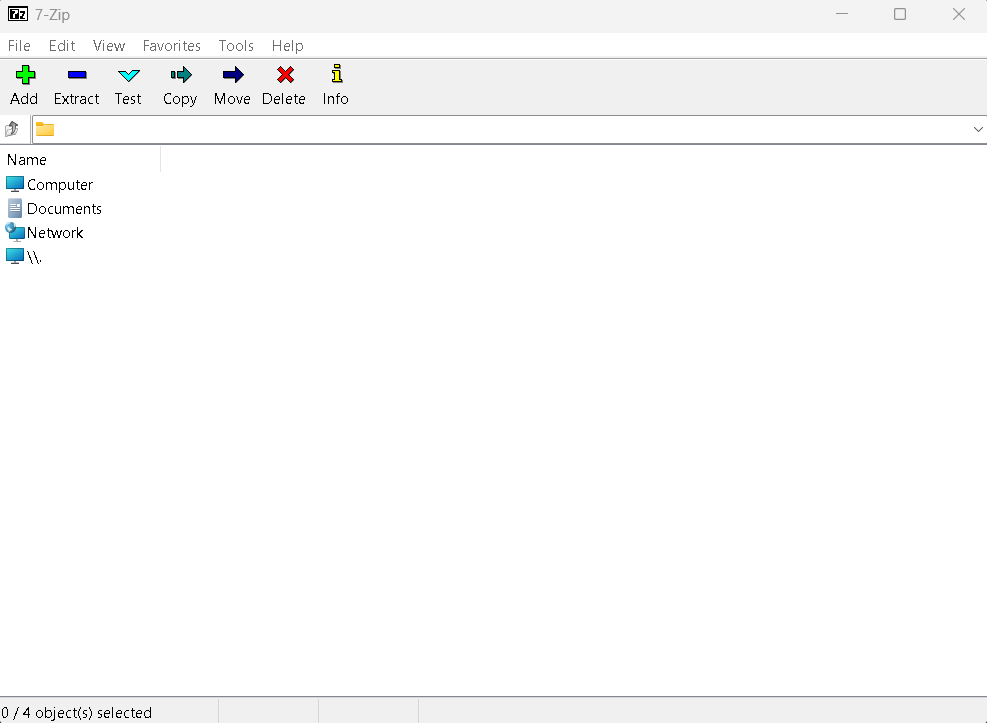 7-Zip
File Edit View Favorites Tools Help
Add Extract Test Copy Move Delete Info
Name
Computer
Documents
Network
\\.
0 / 4 object(s) selected